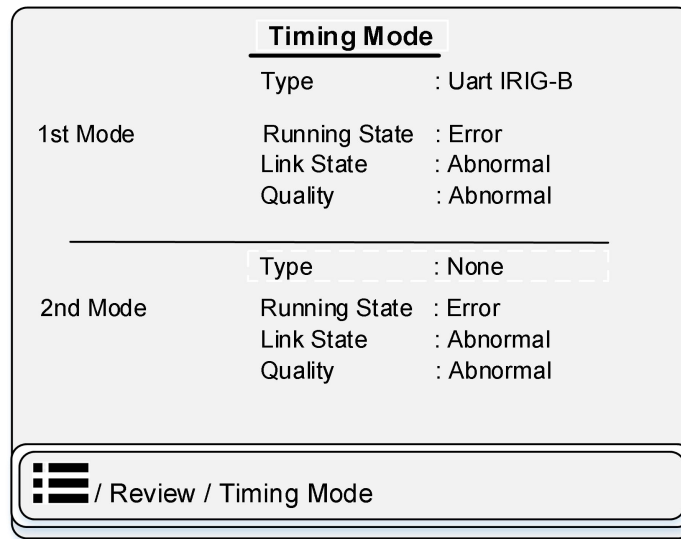 Timing Mode
Type : Uart IRIG-B
1st Mode Running State : Error
Link State : Abnormal
Quality : Abnormal
Type : None
2nd Mode Running State : Error
Link State : Abnormal
Quality : Abnormal
/ Review / Timing Mode